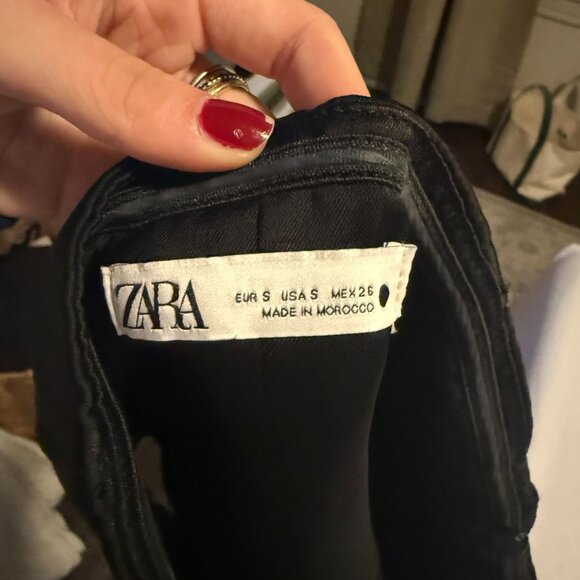 ZARA
EUR S USA S MEX 26
MADE IN MOROCCO